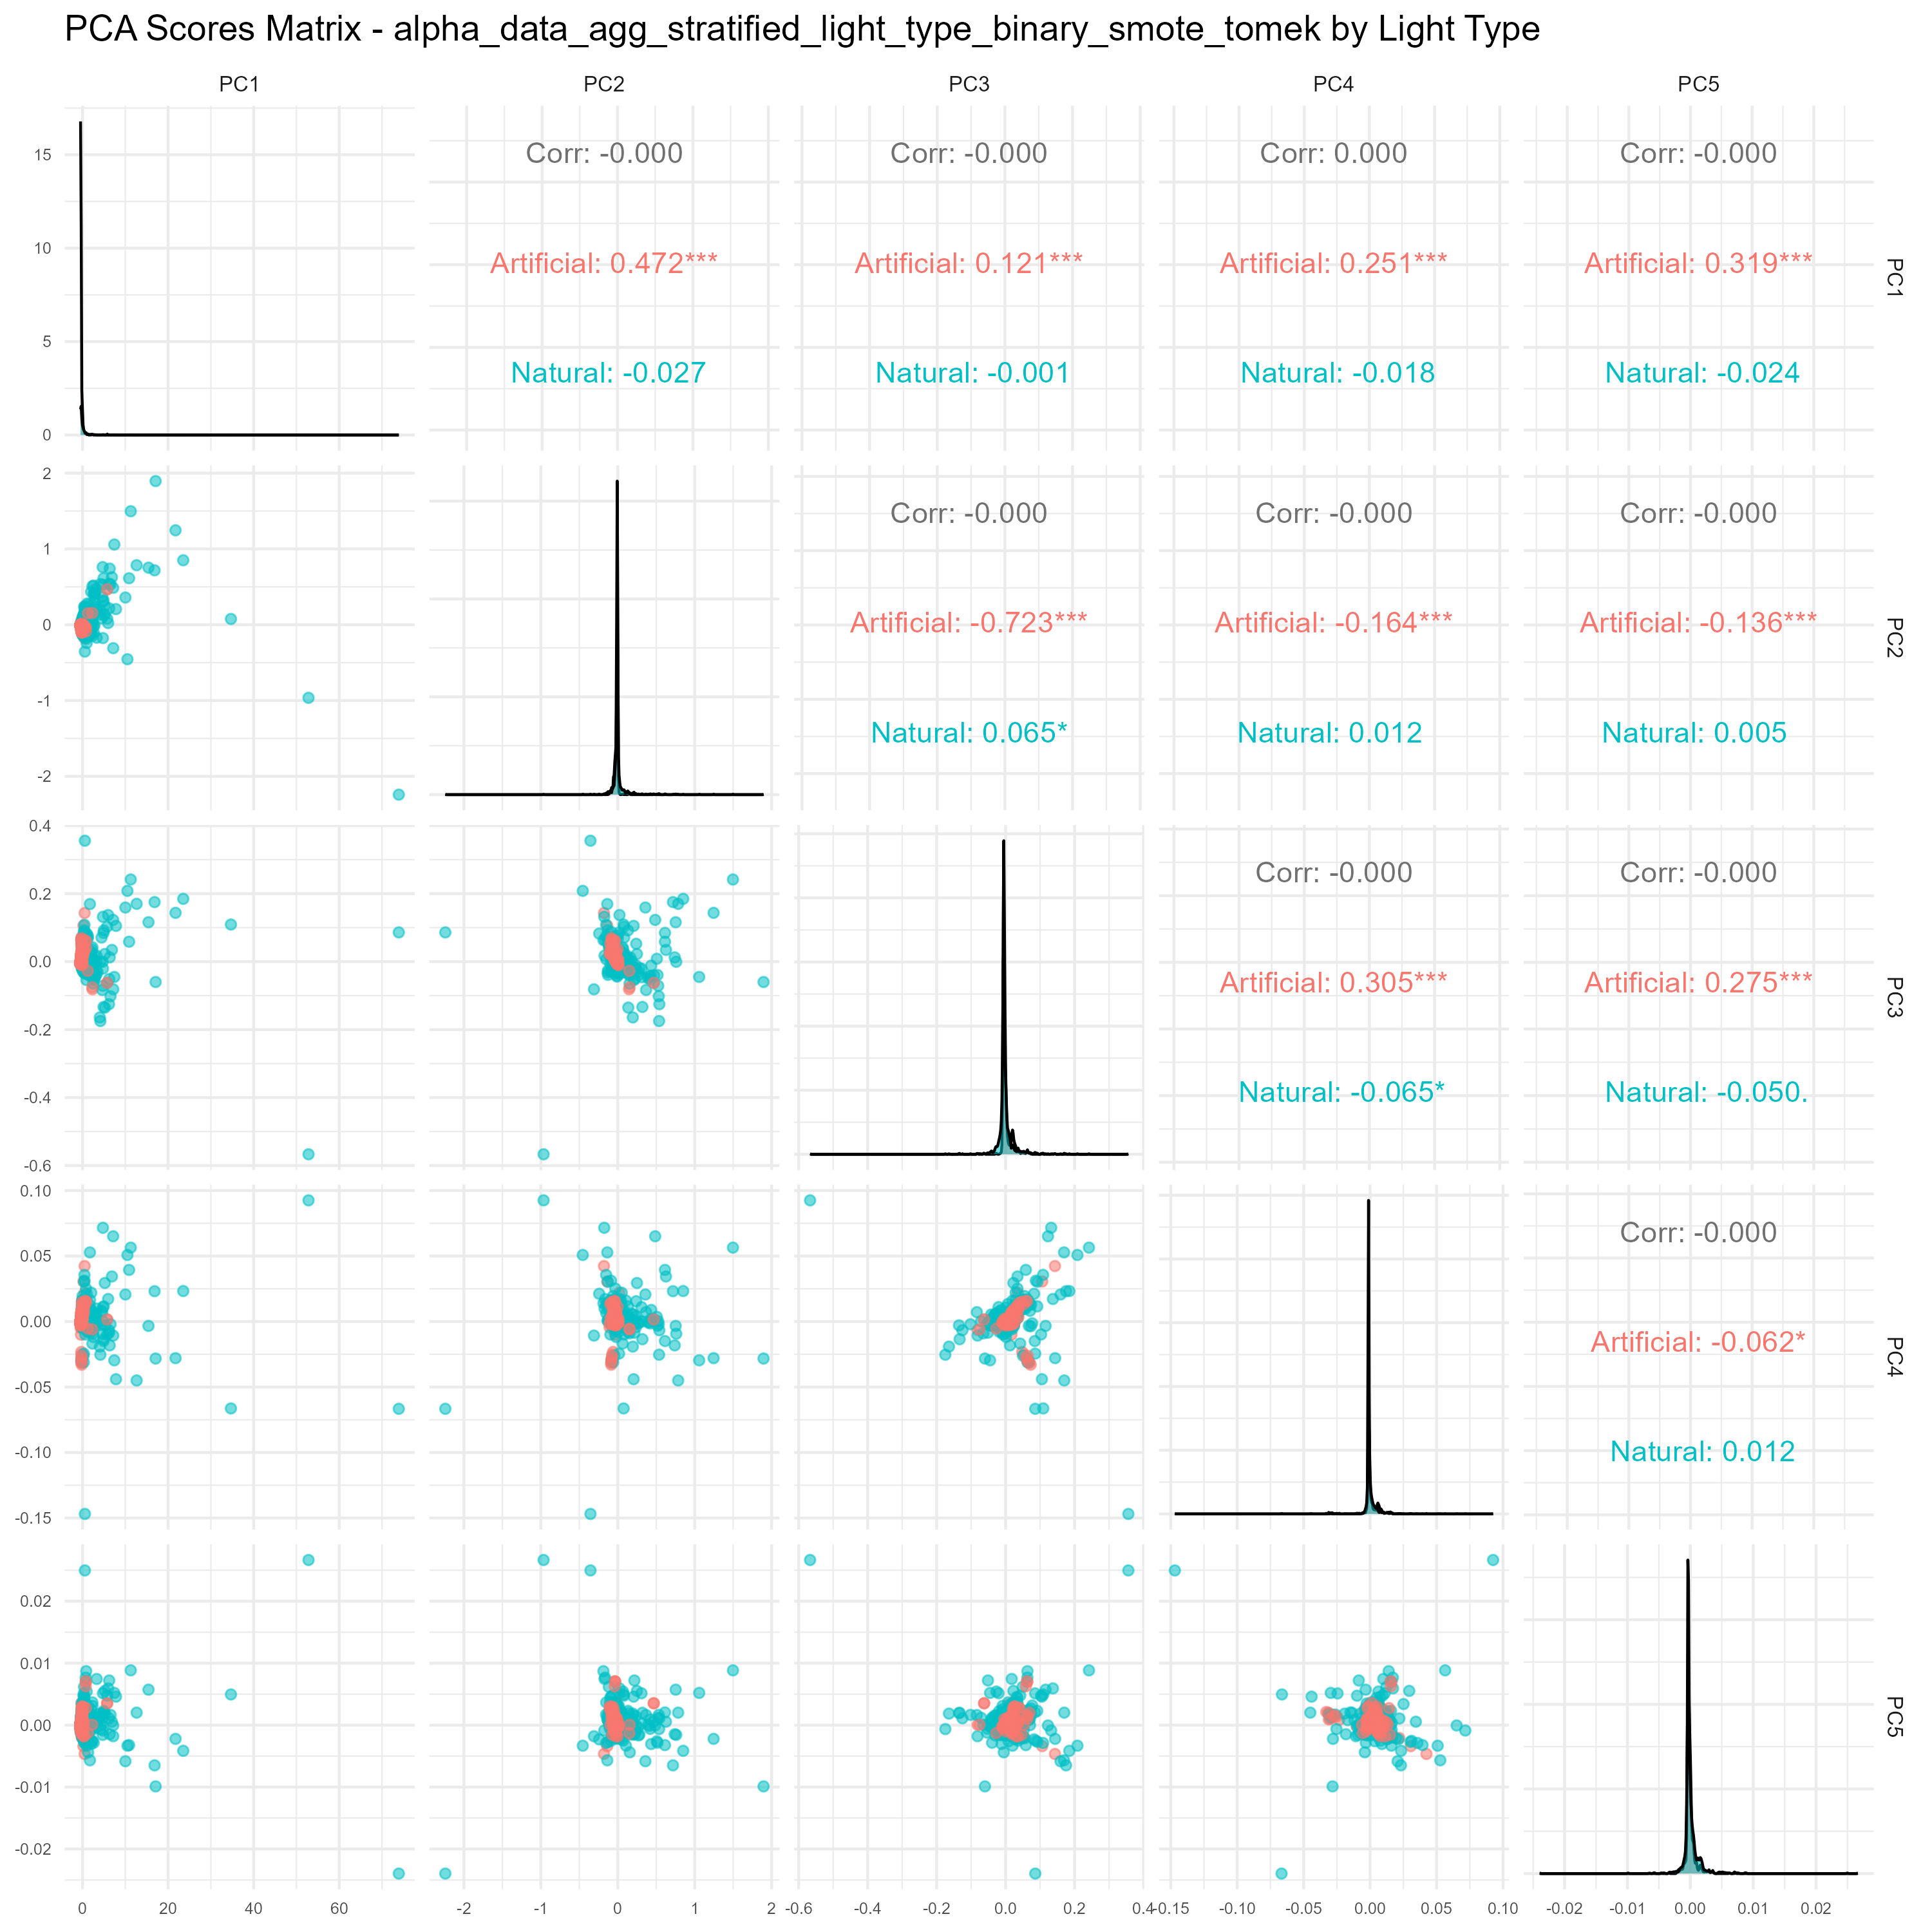 PCA Scores Matrix - alpha_data_agg_stratified_light_type_binary_smote_tomek by Light Type
PC1 PC2 PC3 PC4 PC5
15
10
5
0
Corr: -0.000 Corr: -0.000 Corr: 0.000 Corr: -0.000
Artificial: 0.472*** Artificial: 0.121*** Artificial: 0.251*** Artificial: 0.319***
Natural: -0.027 Natural: -0.001 Natural: -0.018 Natural: -0.024
PC1
2
1
0
-1
-2
Corr: -0.000 Corr: -0.000 Corr: -0.000
Artificial: -0.723*** Artificial: -0.164*** Artificial: -0.136***
Natural: 0.065* Natural: 0.012 Natural: 0.005
PC2
0.4
0.2
0.0
-0.2
-0.4
-0.6
Corr: -0.000 Corr: -0.000
Artificial: 0.305*** Artificial: 0.275***
Natural: -0.065* Natural: -0.050.
PC3
0.10
0.05
0.00
-0.05
-0.10
-0.15
Corr: -0.000
Artificial: -0.062*
Natural: 0.012
PC4
0.02
0.01
0.00
-0.01
-0.02
PC5
0 20 40 60 -2 -1 0 1 2 -0.6 -0.4 -0.2 0.0 0.2 0.4 -0.15 -0.10 -0.05 0.00 0.05 0.10 -0.02 -0.01 0.00 0.01 0.02